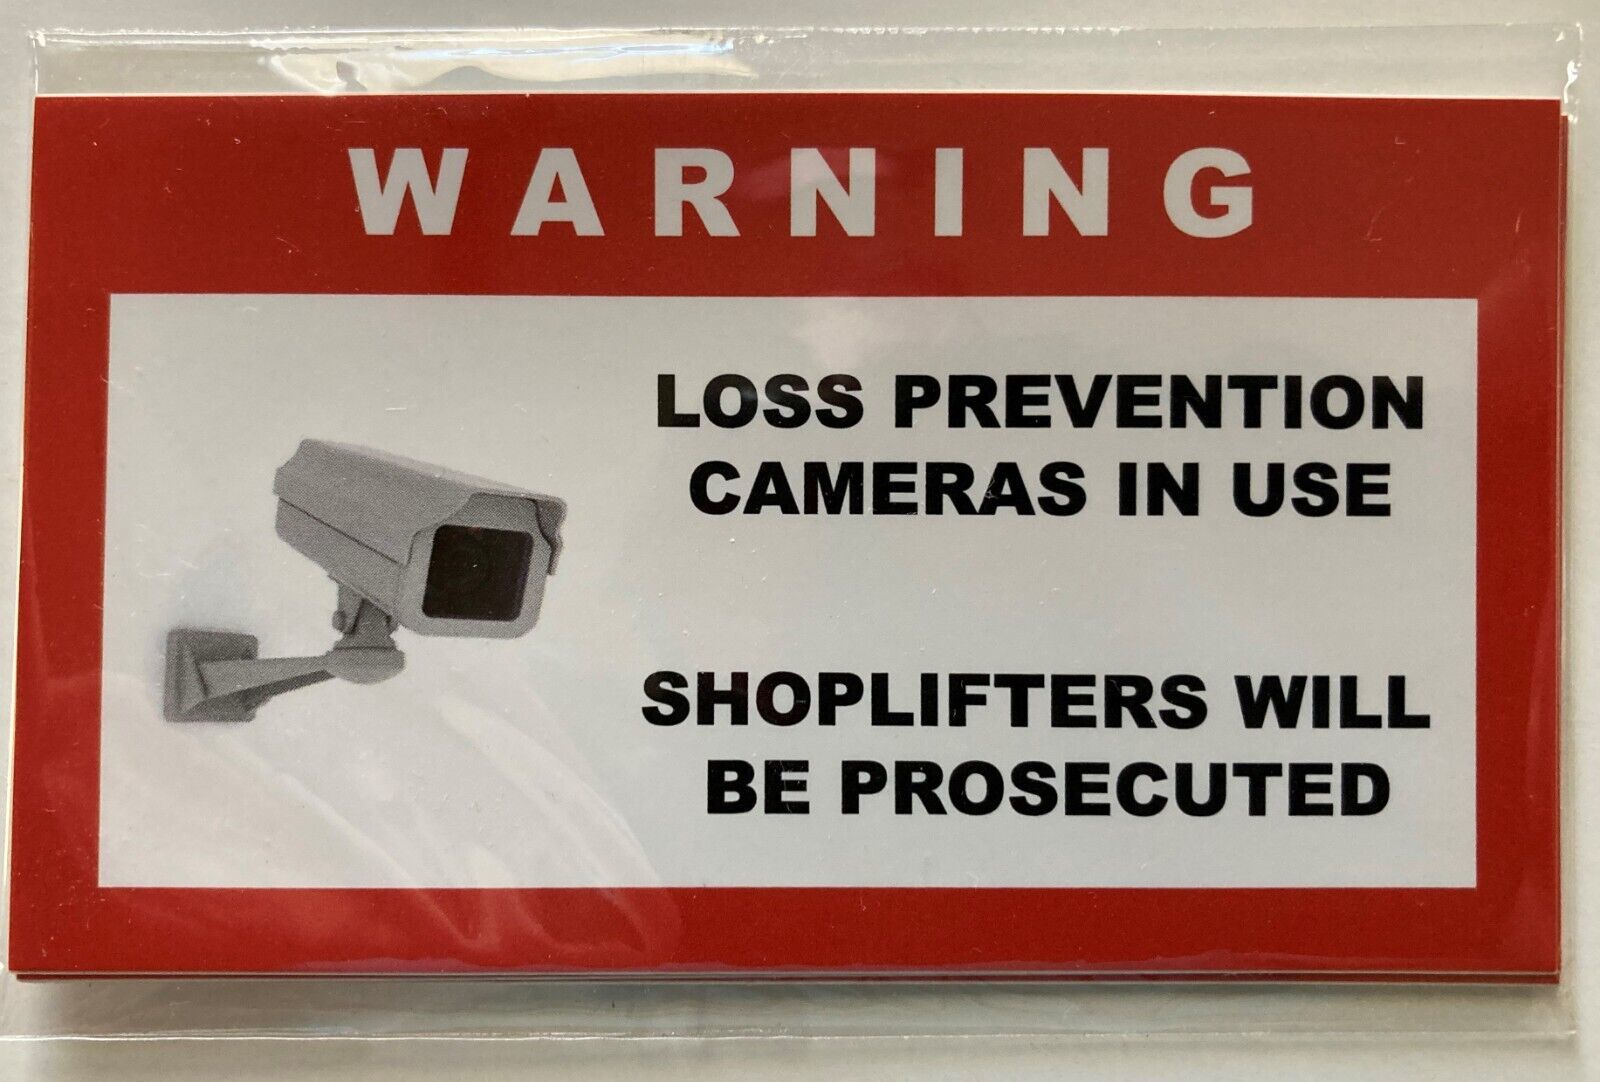 WARNING
LOSS PREVENTION
CAMERAS IN USE
SHOPLIFTERS WILL
BE PROSECUTED